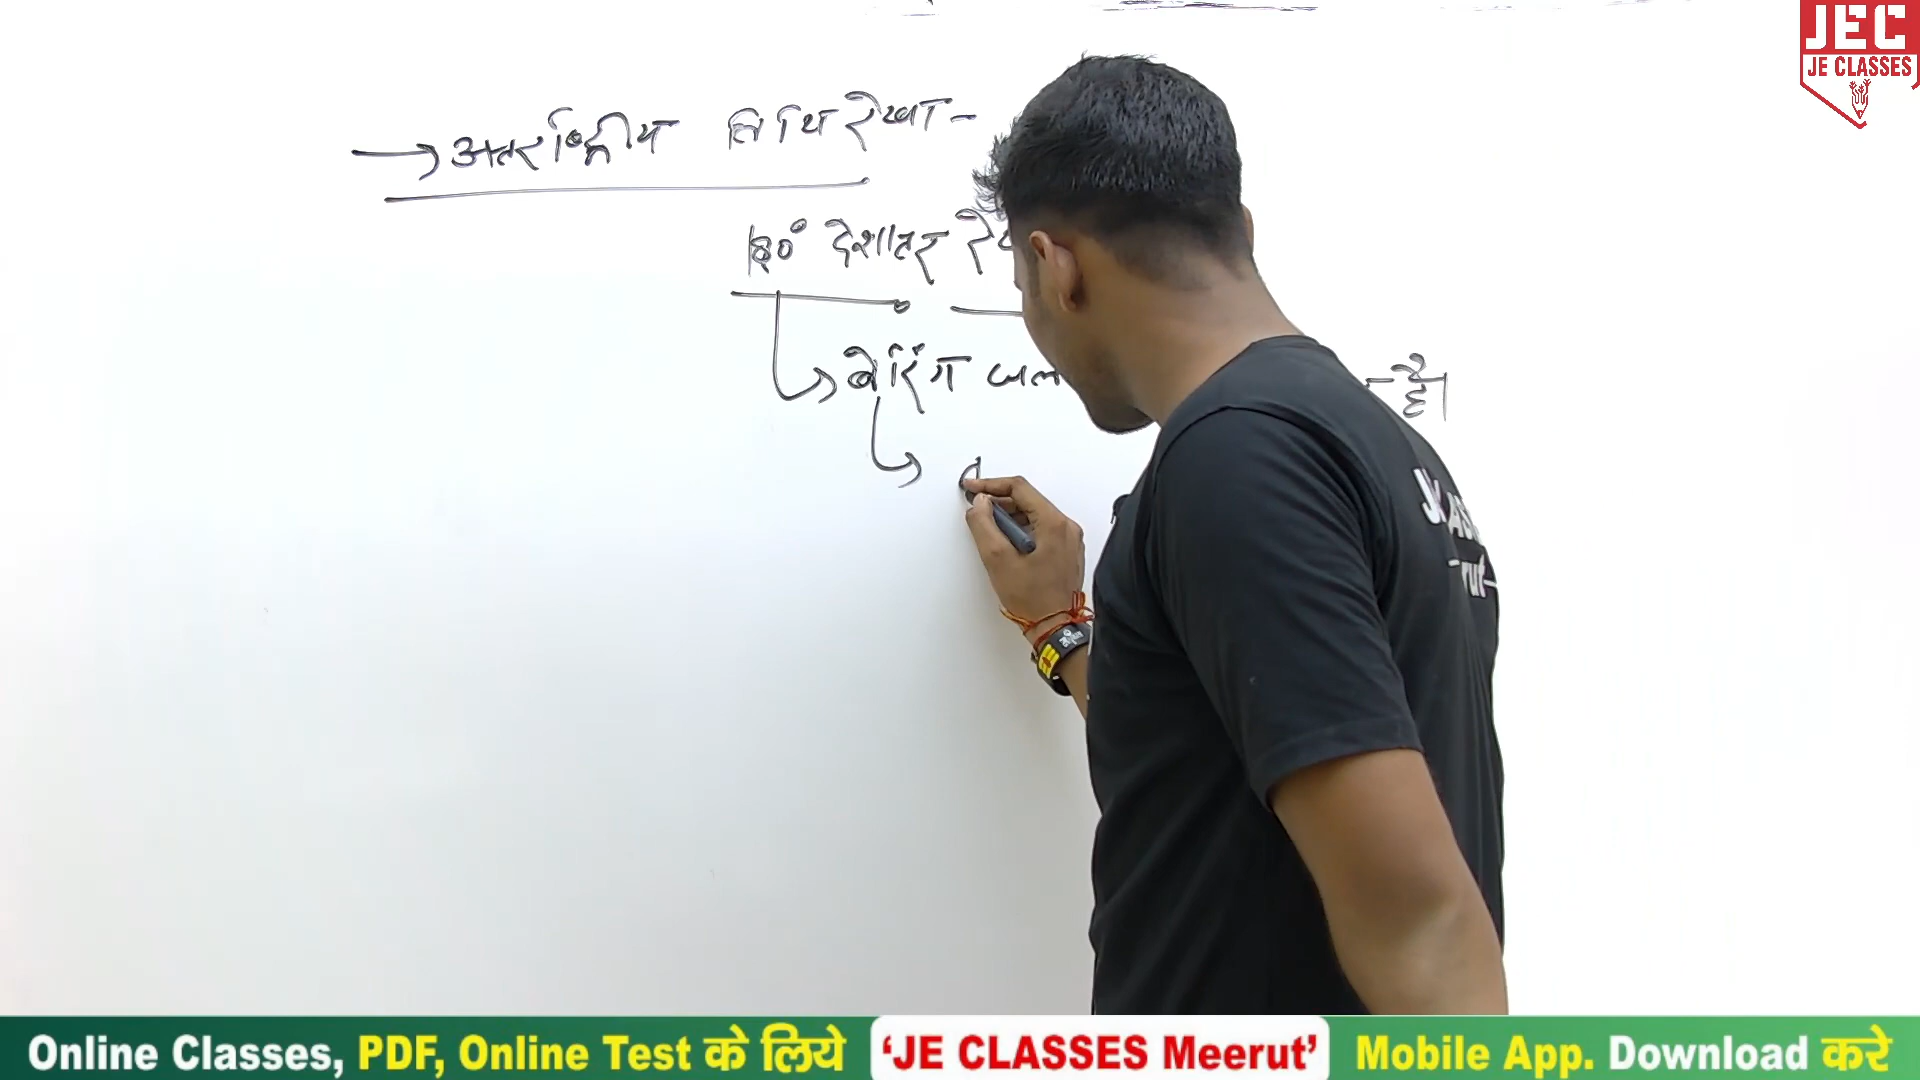 JEC
JE CLASSES
→ अन्तर्राष्ट्रीय तिथि रेखा -
180° देशान्तर
बेरिंग जल
है।
Online Classes, PDF, Online Test के लिये 'JE CLASSES Meerut' Mobile App. Download करे